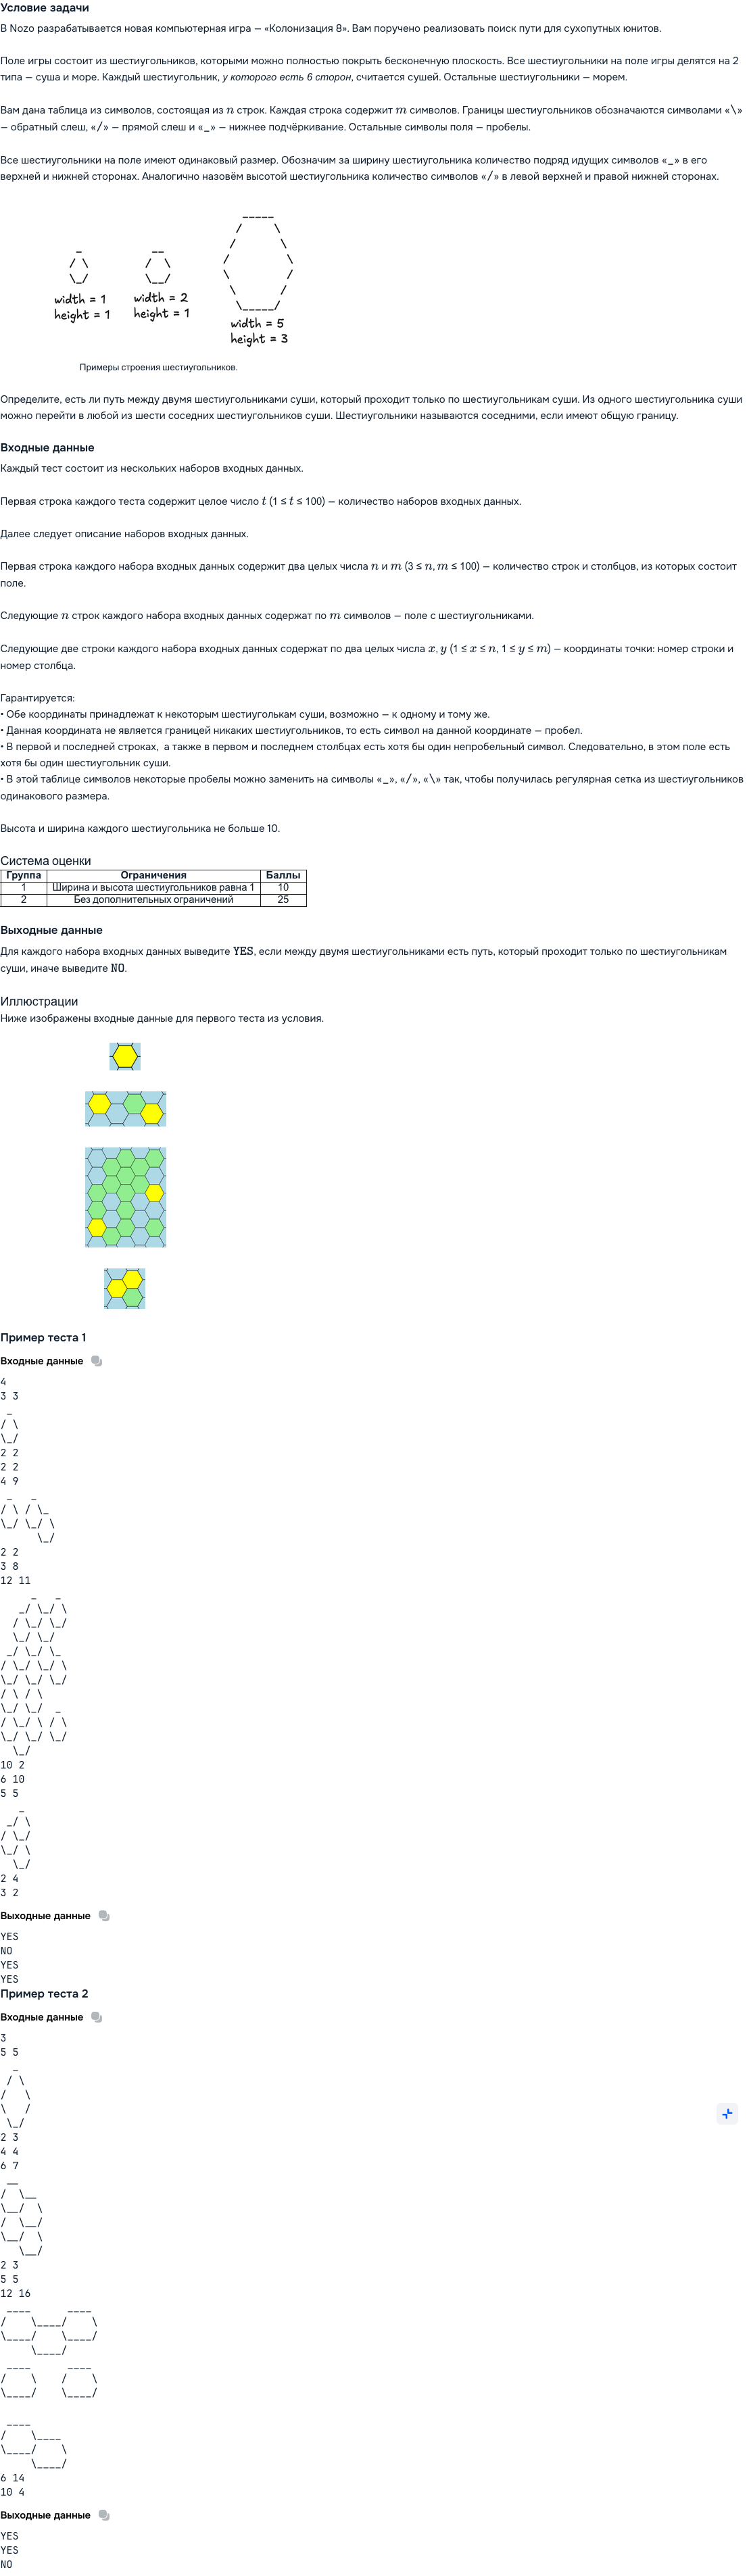 Условие задачи
В Nozo разрабатывается новая компьютерная игра — «Колонизация 8». Вам поручено реализовать поиск пути для сухопутных юнитов.
Поле игры состоит из шестиугольников, которыми можно полностью покрыть бесконечную плоскость. Все шестиугольники на поле игры делятся на 2
типа — суша и море. Каждый шестиугольник, у которого есть 6 сторон, считается сушей. Остальные шестиугольники — морем.
Вам дана таблица из символов, состоящая из n строк. Каждая строка содержит m символов. Границы шестиугольников обозначаются символами «\»
— обратный слеш, «/» — прямой слеш и «_» — нижнее подчёркивание. Остальные символы поля — пробелы.
Все шестиугольники на поле имеют одинаковый размер. Обозначим за ширину шестиугольника количество подряд идущих символов «_» в его
верхней и нижней сторонах. Аналогично назовём высотой шестиугольника количество символов «/» в левой верхней и правой нижней сторонах.
                               _____
                              /     \
            _          __    /       \
           / \        /  \  /         \
           \_/        \__/  \         /
                             \       /
                              \_____/
width = 1 width = 2 width = 5
height = 1 height = 1 height = 3
Примеры строения шестиугольников.
Определите, есть ли путь между двумя шестиугольниками суши, который проходит только по шестиугольникам суши. Из одного шестиугольника суши
можно перейти в любой из шести соседних шестиугольников суши. Шестиугольники называются соседними, если имеют общую границу.
Входные данные
Каждый тест состоит из нескольких наборов входных данных.
Первая строка каждого теста содержит целое число t (1 ≤ t ≤ 100) — количество наборов входных данных.
Далее следует описание наборов входных данных.
Первая строка каждого набора входных данных содержит два целых числа n и m (3 ≤ n, m ≤ 100) — количество строк и столбцов, из которых состоит
поле.
Следующие n строк каждого набора входных данных содержат по m символов — поле с шестиугольниками.
Следующие две строки каждого набора входных данных содержат по два целых числа x, y (1 ≤ x ≤ n, 1 ≤ y ≤ m) — координаты точки: номер строки и
номер столбца.
Гарантируется:
• Обе координаты принадлежат к некоторым шестиуголькам суши, возможно — к одному и тому же.
• Данная координата не является границей никаких шестиугольников, то есть символ на данной координате — пробел.
• В первой и последней строках, а также в первом и последнем столбцах есть хотя бы один непробельный символ. Следовательно, в этом поле есть
хотя бы один шестиугольник суши.
• В этой таблице символов некоторые пробелы можно заменить на символы «_», «/», «\» так, чтобы получилась регулярная сетка из шестиугольников
одинакового размера.
Высота и ширина каждого шестиугольника не больше 10.
Система оценки
Группа Ограничения Баллы
1 Ширина и высота шестиугольников равна 1 10
2 Без дополнительных ограничений 25
Выходные данные
Для каждого набора входных данных выведите YES, если между двумя шестиугольниками есть путь, который проходит только по шестиугольникам
суши, иначе выведите NO.
Иллюстрации
Ниже изображены входные данные для первого теста из условия.
Пример теста 1
Входные данные
4
3 3
 _
/ \
\_/
2 2
2 2
4 9
 _   _
/ \ / \_
\_/ \_/ \
      \_/
2 2
3 8
12 11
     _   _
   _/ \_/ \
  / \_/ \_/
  \_/ \_/
 _/ \_/ \_
/ \_/ \_/ \
\_/ \_/ \_/
/ \ / \
\_/ \_/  _
/ \_/ \ / \
\_/ \_/ \_/
  \_/
10 2
6 10
5 5
   _
 _/ \
/ \_/
\_/ \
  \_/
2 4
3 2
Выходные данные
YES
NO
YES
YES
Пример теста 2
Входные данные
3
5 5
  _
 / \
/   \
\   /
 \_/
2 3
4 4
6 7
 __
/  \__
\__/  \
/  \__/
\__/  \
   \__/
2 3
5 5
12 16
 ____      ____
/    \____/    \
\____/    \____/
     \____/
 ____      ____
/    \    /    \
\____/    \____/

 ____
/    \____
\____/    \
     \____/
6 14
10 4
Выходные данные
YES
YES
NO